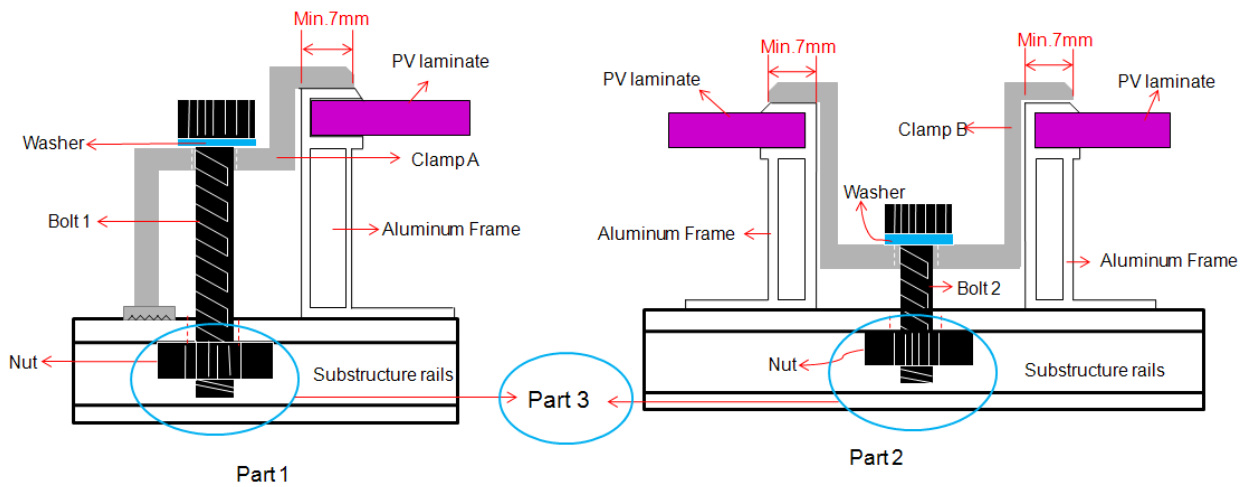 Min.7mm
PV laminate
Washer
Clamp A
Bolt 1
Aluminum Frame
Nut
Substructure rails
Part 1
Part 3
Min.7mm
Min.7mm
PV laminate
PV laminate
Clamp B
Washer
Aluminum Frame
Aluminum Frame
Bolt 2
Nut
Substructure rails
Part 2